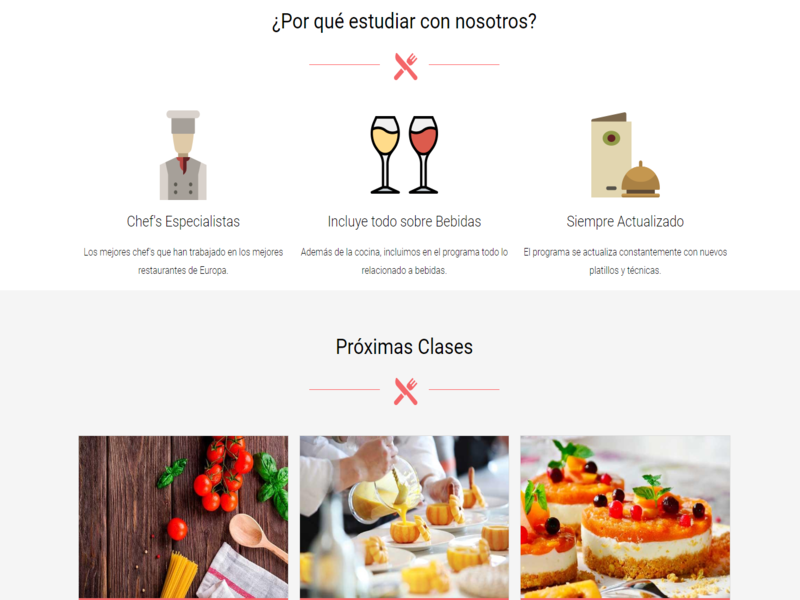 ¿Por qué estudiar con nosotros?
Chef's Especialistas
Los mejores chef's que han trabajado en los mejores
restaurantes de Europa.
Incluye todo sobre Bebidas
Además de la cocina, incluimos en el programa todo lo
relacionado a bebidas.
Siempre Actualizado
El programa se actualiza constantemente con nuevos
platillos y técnicas.
Próximas Clases